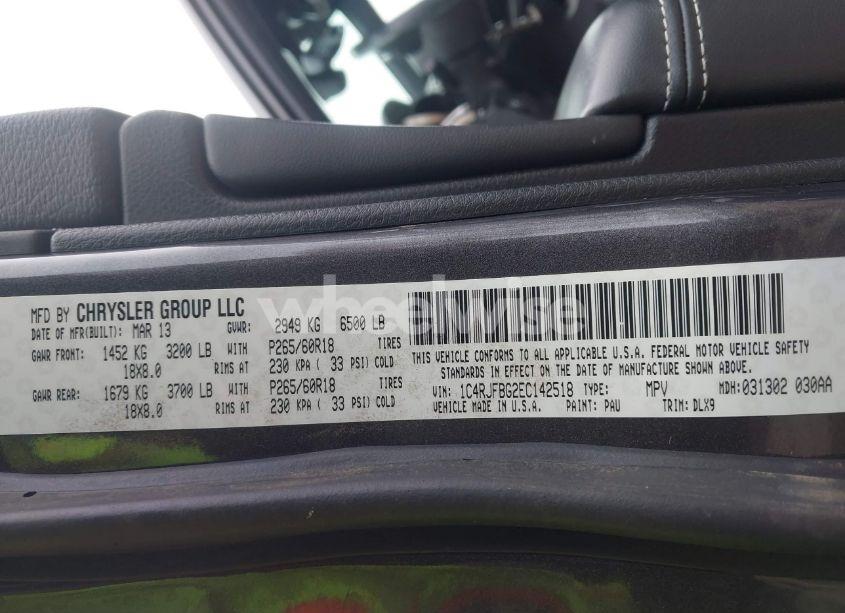 MFD BY CHRYSLER GROUP LLC
DATE OF MFR(BUILT): MAR 13 GVWR: 2949 KG 6500 LB
GAWR FRONT: 1452 KG 3200 LB WITH P265/60R18 TIRES
18X8.0 RIMS AT 230 KPA ( 33 PSI) COLD
GAWR REAR: 1679 KG 3700 LB WITH P265/60R18 TIRES
18X8.0 RIMS AT 230 KPA ( 33 PSI) COLD
THIS VEHICLE CONFORMS TO ALL APPLICABLE U.S.A. FEDERAL MOTOR VEHICLE SAFETY
STANDARDS IN EFFECT ON THE DATE OF MANUFACTURE SHOWN ABOVE.
VIN: 1C4RJFBG2EC142518 TYPE: MPV MDH: 031302 030AA
VEHICLE MADE IN U.S.A. PAINT: PAU TRIM: DLX9
wheelwise